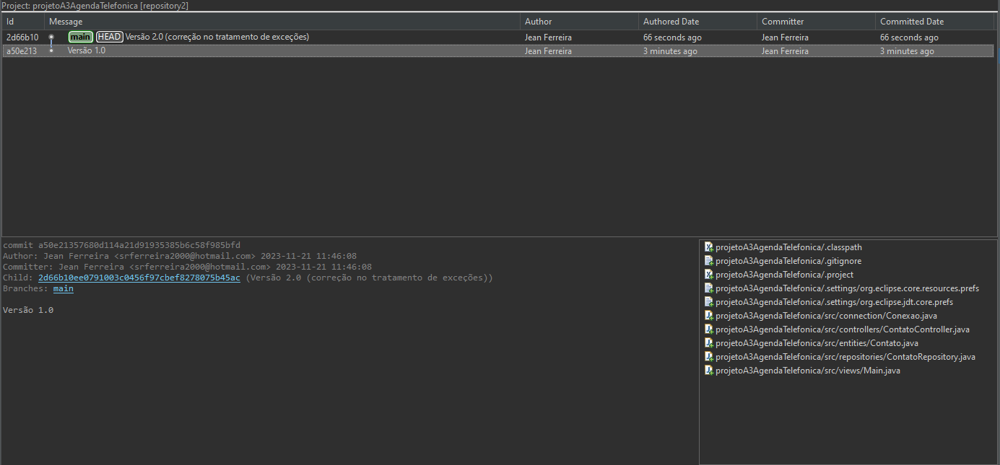 Project: projetoA3AgendaTelefonica [repository2]
Id Message Author Authored Date Committer Committed Date
2d66b10 main HEAD Versão 2.0 (correção no tratamento de exceções) Jean Ferreira 66 seconds ago Jean Ferreira 66 seconds ago
a50e213 Versão 1.0 Jean Ferreira 3 minutes ago Jean Ferreira 3 minutes ago
commit a50e21357680d114a21d91935385b6c58f985bfd
Author: Jean Ferreira <srferreira2000@hotmail.com> 2023-11-21 11:46:08
Committer: Jean Ferreira <srferreira2000@hotmail.com> 2023-11-21 11:46:08
Child: 2d66b10ee0791003c0456f97cbef8278075b45ac (Versão 2.0 (correção no tratamento de exceções))
Branches: main
Versão 1.0
projetoA3AgendaTelefonica/.classpath
projetoA3AgendaTelefonica/.gitignore
projetoA3AgendaTelefonica/.project
projetoA3AgendaTelefonica/.settings/org.eclipse.core.resources.prefs
projetoA3AgendaTelefonica/.settings/org.eclipse.jdt.core.prefs
projetoA3AgendaTelefonica/src/connection/Conexao.java
projetoA3AgendaTelefonica/src/controllers/ContatoController.java
projetoA3AgendaTelefonica/src/entities/Contato.java
projetoA3AgendaTelefonica/src/repositories/ContatoRepository.java
projetoA3AgendaTelefonica/src/views/Main.java